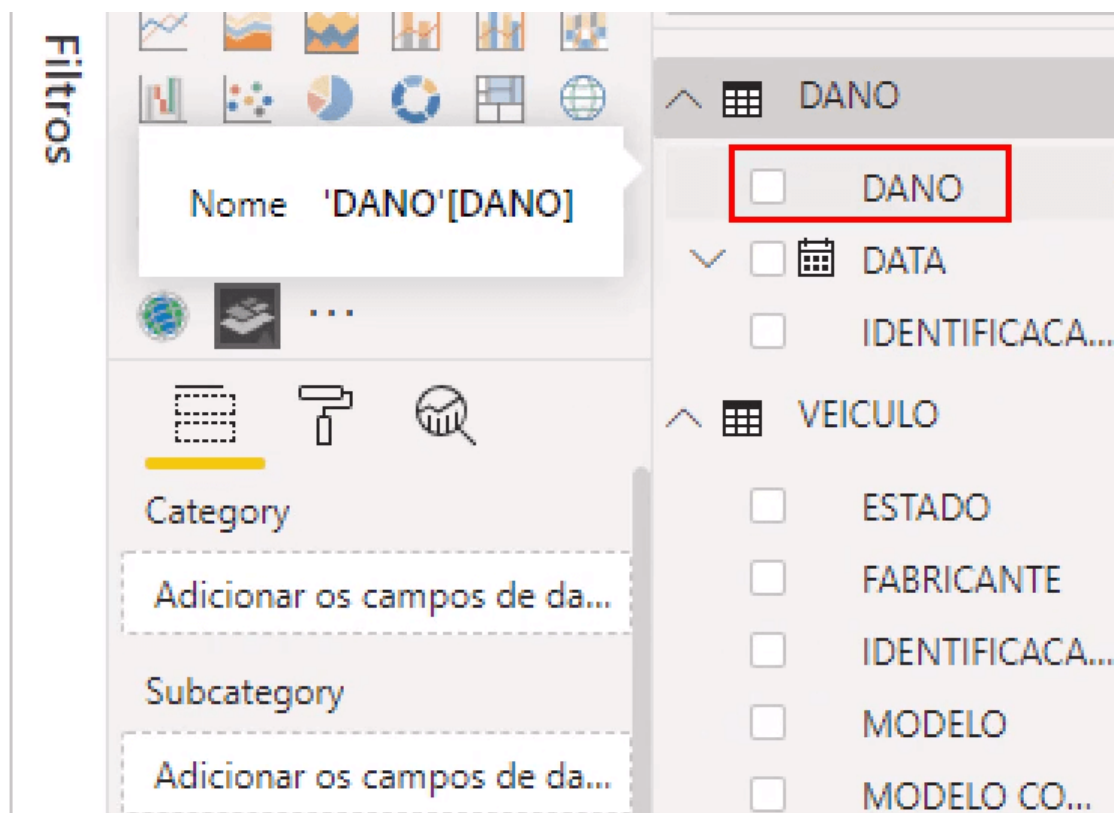 Filtros
Nome 'DANO'[DANO]
...
Category
Adicionar os campos de da...
Subcategory
Adicionar os campos de da...
DANO
DANO
DATA
IDENTIFICACA...
VEICULO
ESTADO
FABRICANTE
IDENTIFICACA...
MODELO
MODELO CO...